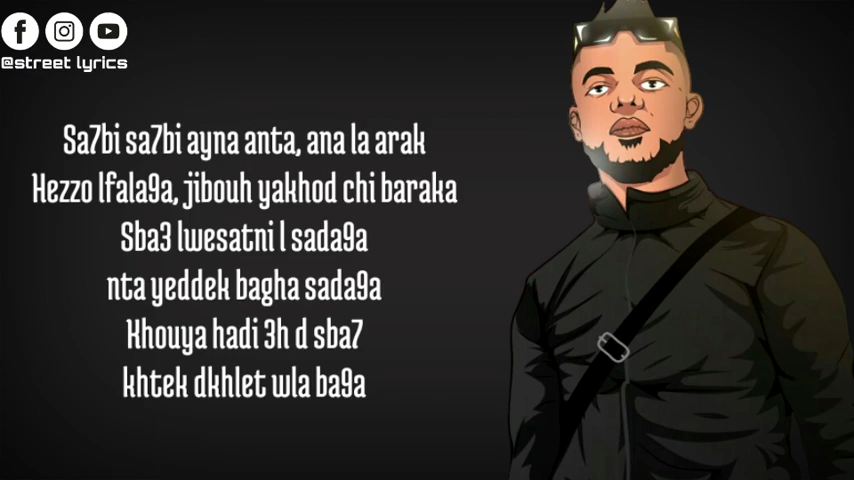 @street lyrics
Sa7bi sa7bi ayna anta, ana la arak
Hezzo lfala9a, jibouh yakhod chi baraka
Sba3 lwesatni l sada9a
nta yeddek bagha sada9a
Khouya hadi 3h d sba7
khtek dkhlet wla ba9a